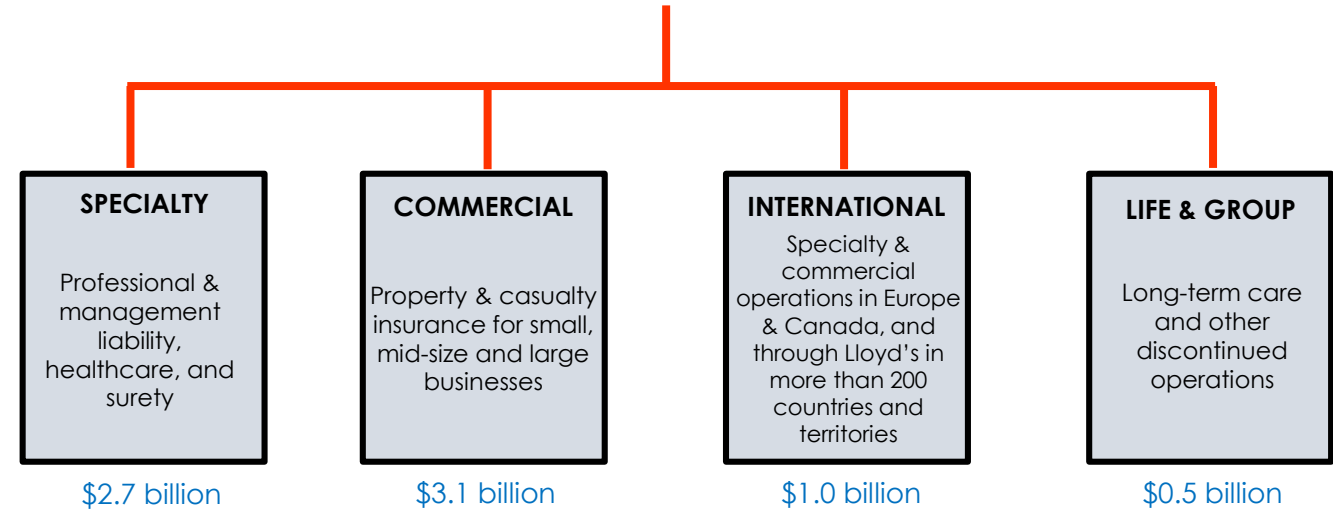 SPECIALTY
Professional &
management
liability,
healthcare, and
surety
$2.7 billion
COMMERCIAL
Property & casualty
insurance for small,
mid-size and large
businesses
$3.1 billion
INTERNATIONAL
Specialty &
commercial
operations in Europe
& Canada, and
through Lloyd’s in
more than 200
countries and
territories
$1.0 billion
LIFE & GROUP
Long-term care
and other
discontinued
operations
$0.5 billion